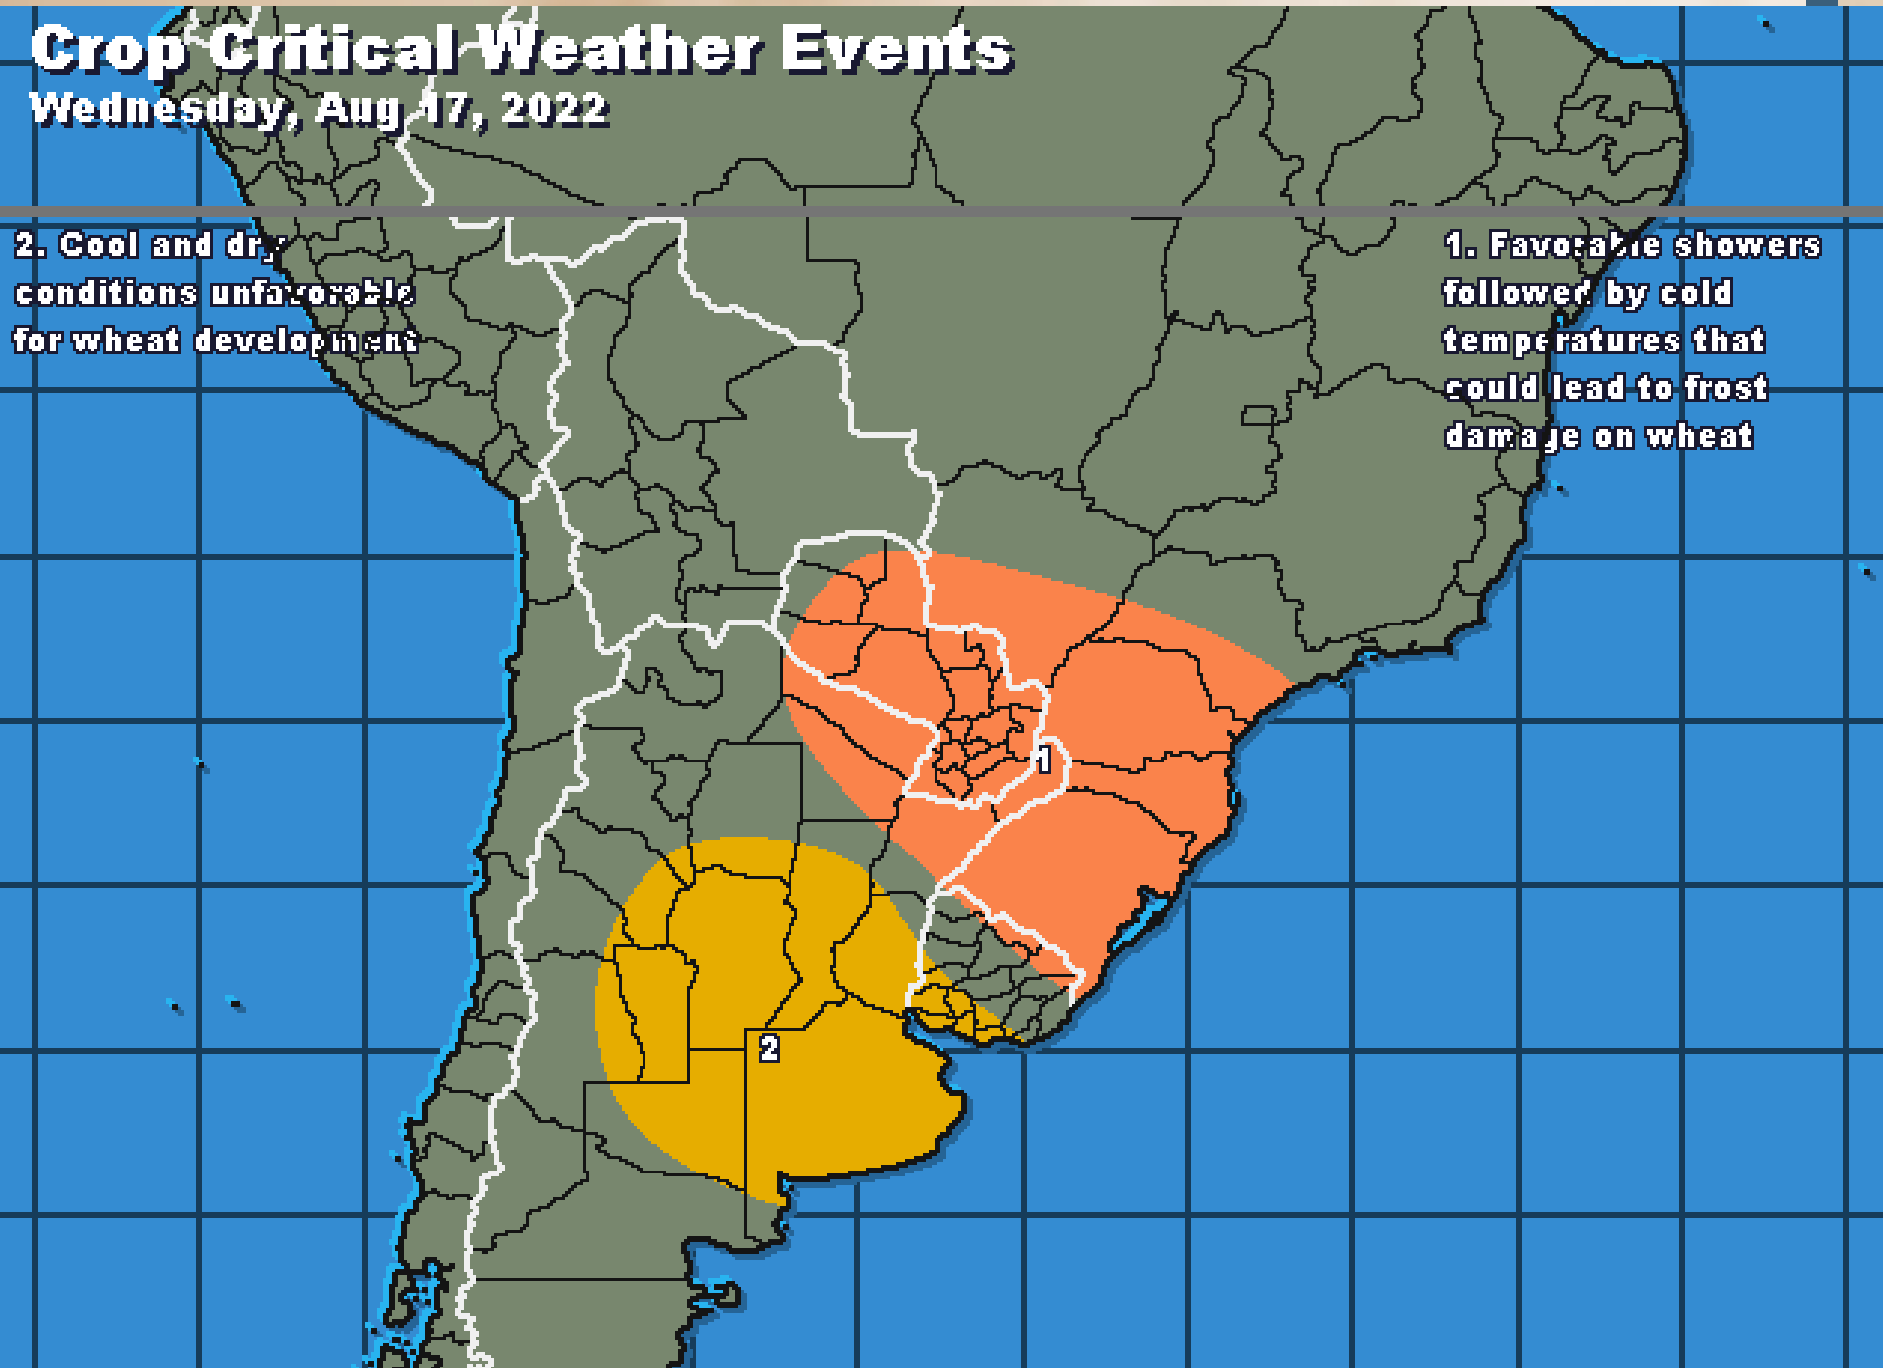 Crop Critical Weather Events
Wednesday, Aug 17, 2022
2. Cool and dry
conditions unfavorable
for wheat development
1. Favorable showers
followed by cold
temperatures that
could lead to frost
damage on wheat
1
2